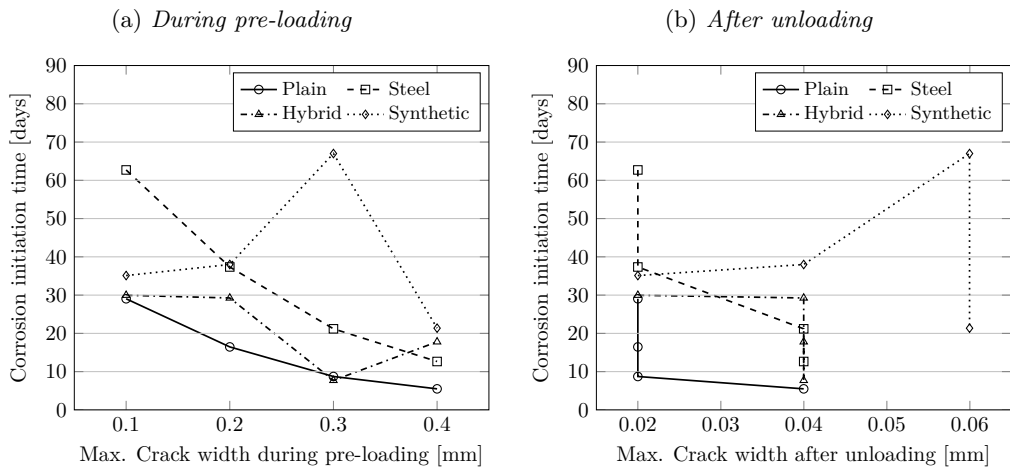 (a) During pre-loading
90
80
70
60
50
40
30
20
10
0
Corrosion initiation time [days]
Plain
Steel
Hybrid
Synthetic
0.1
0.2
0.3
0.4
Max. Crack width during pre-loading [mm]
(b) After unloading
90
80
70
60
50
40
30
20
10
0
Corrosion initiation time [days]
Plain
Steel
Hybrid
Synthetic
0.02
0.03
0.04
0.05
0.06
Max. Crack width after unloading [mm]